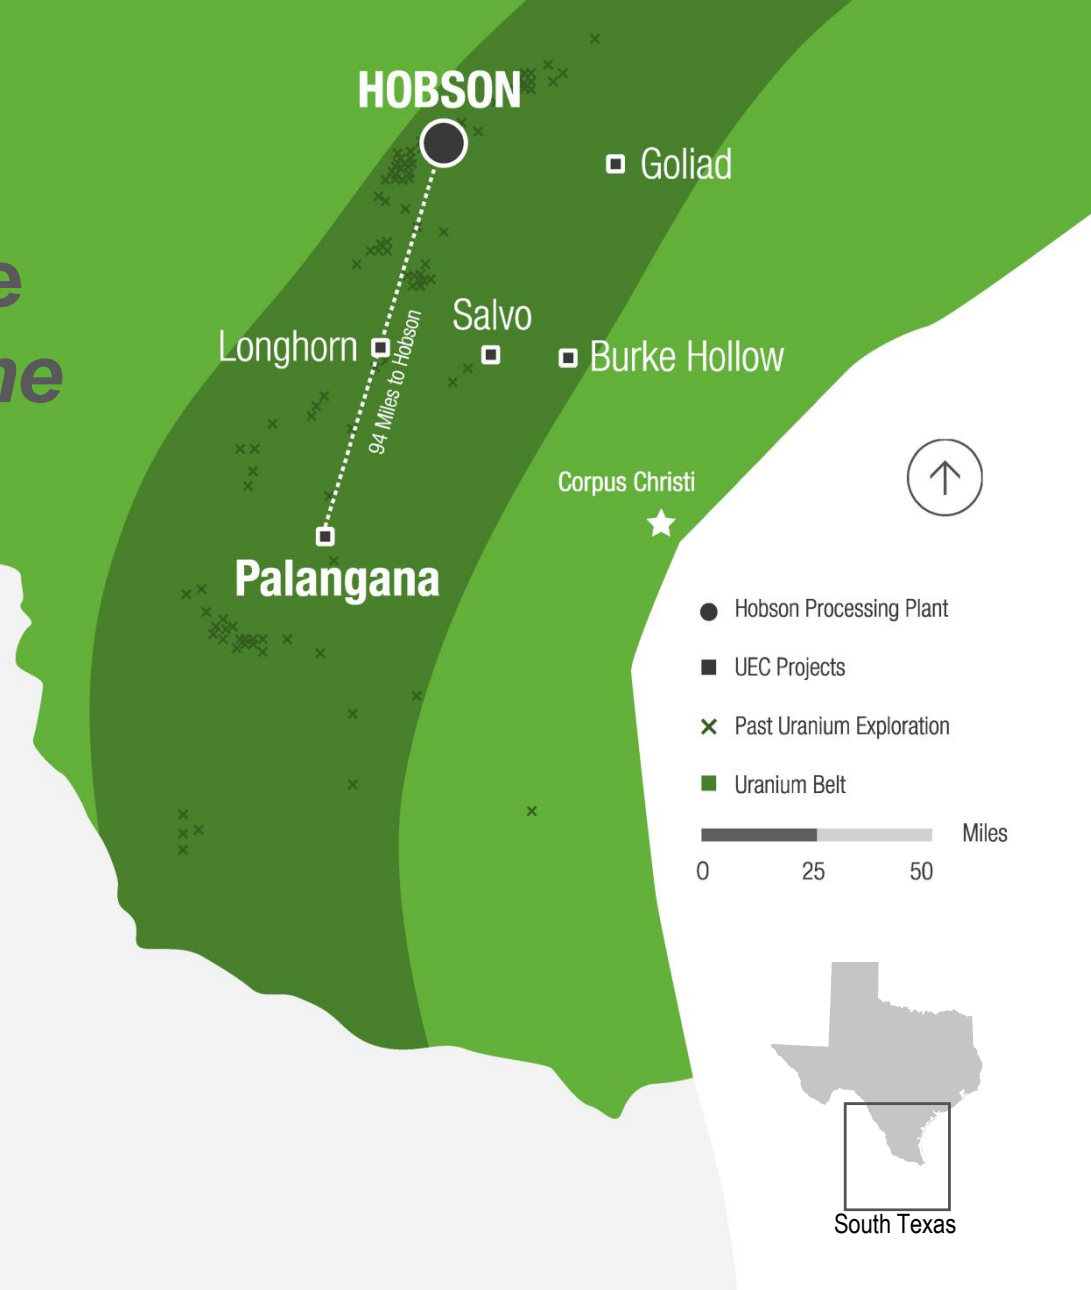 HOBSON
Goliad
Salvo
Longhorn
Burke Hollow
94 Miles to Hobson
Corpus Christi
Palangana
Hobson Processing Plant
UEC Projects
Past Uranium Exploration
Uranium Belt
Miles
0 25 50
South Texas